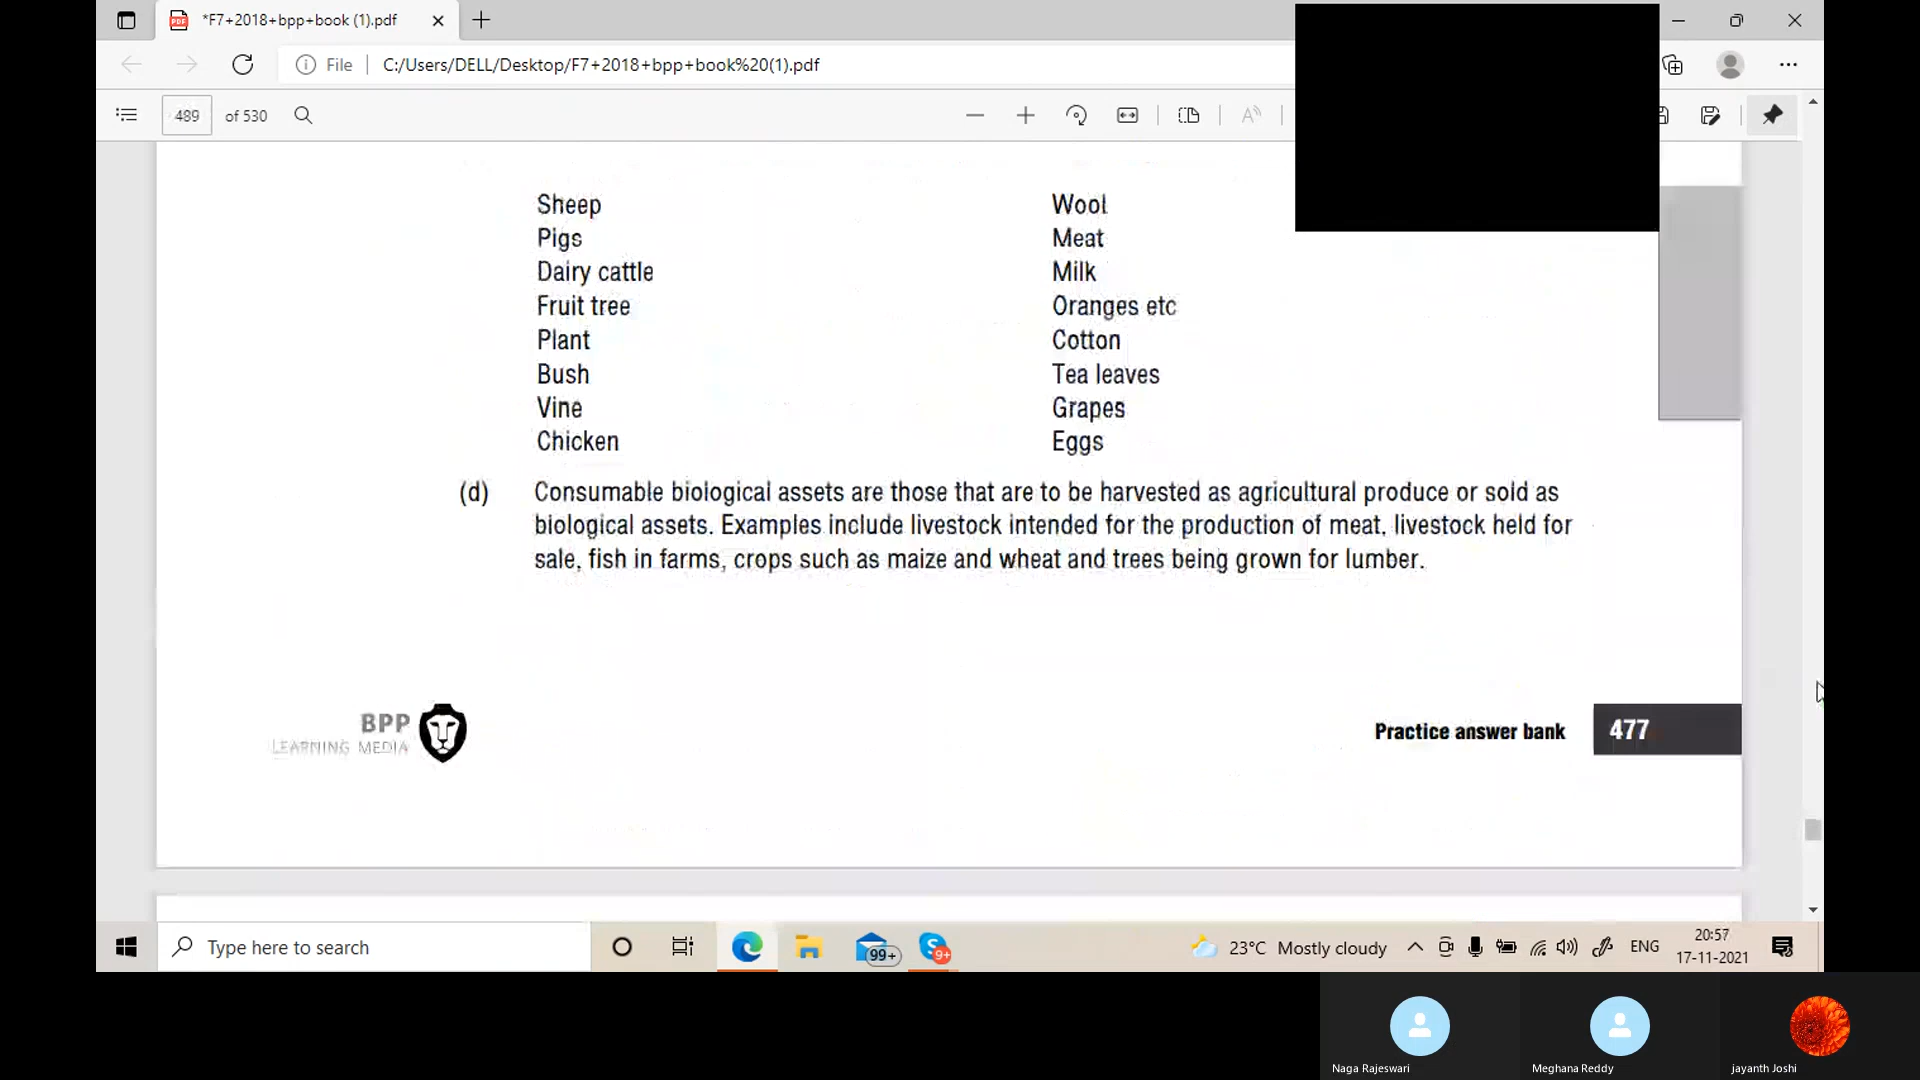 *F7+2018+bpp+book (1).pdf
File
C:/Users/DELL/Desktop/F7+2018+bpp+book%20(1).pdf
489 of 530
Sheep Wool
Pigs Meat
Dairy cattle Milk
Fruit tree Oranges etc
Plant Cotton
Bush Tea leaves
Vine Grapes
Chicken Eggs
(d) Consumable biological assets are those that are to be harvested as agricultural produce or sold as
biological assets. Examples include livestock intended for the production of meat, livestock held for
sale, fish in farms, crops such as maize and wheat and trees being grown for lumber.
BPP
LEARNING MEDIA
Practice answer bank 477
Type here to search
99+
9+
23°C Mostly cloudy
ENG
20:57
17-11-2021
Naga Rajeswari
Meghana Reddy
jayanth Joshi